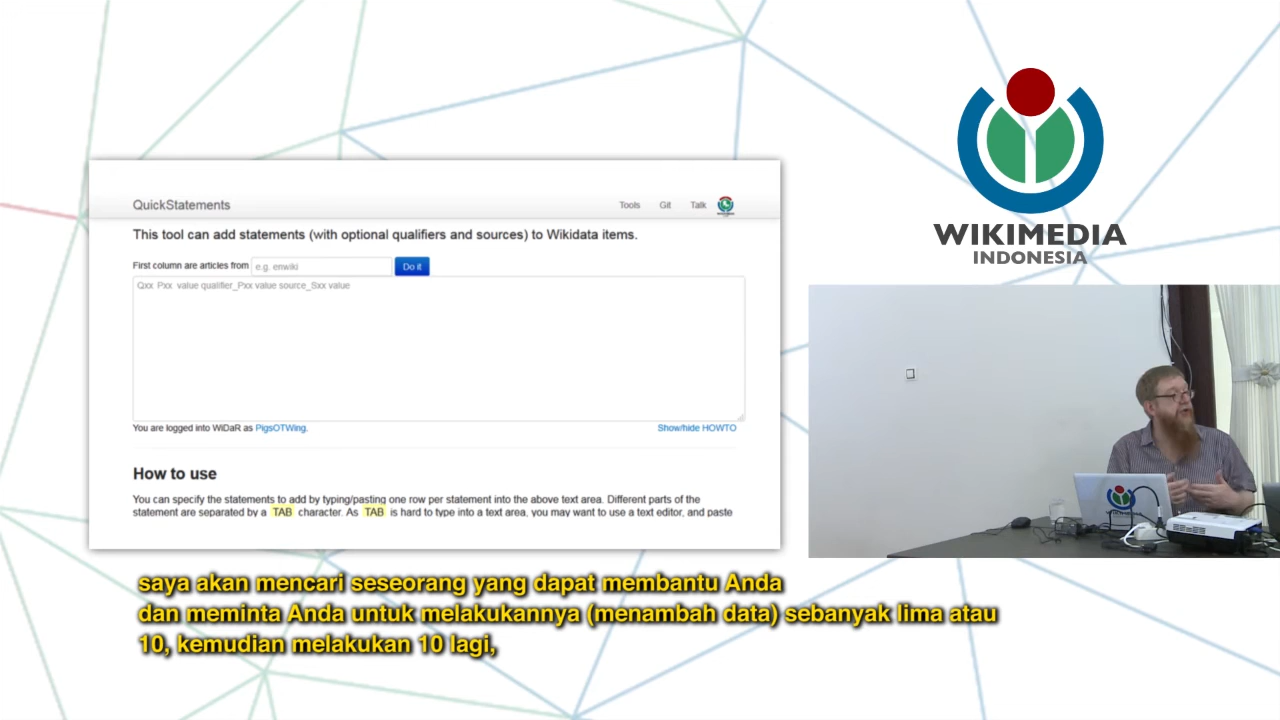 WIKIMEDIA
INDONESIA
QuickStatements
Tools Git Talk
This tool can add statements (with optional qualifiers and sources) to Wikidata items.
First column are articles from e.g. enwiki Do it
Qxx Pxx value qualifier_Pxx value source_Sxx value
You are logged into WiDaR as PigsOTWing.
Show/hide HOWTO
How to use
You can specify the statements to add by typing/pasting one row per statement into the above text area. Different parts of the
statement are separated by a TAB character. As TAB is hard to type into a text area, you may want to use a text editor, and paste
saya akan mencari seseorang yang dapat membantu Anda
dan meminta Anda untuk melakukannya (menambah data) sebanyak lima atau
10, kemudian melakukan 10 lagi,